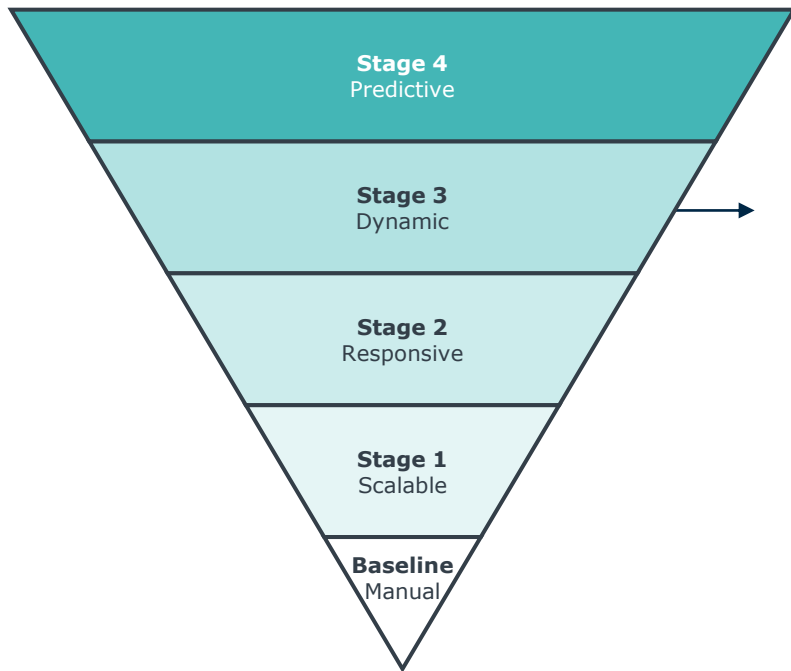 Stage 4
Predictive
Stage 3
Dynamic
Stage 2
Responsive
Stage 1
Scalable
Baseline
Manual